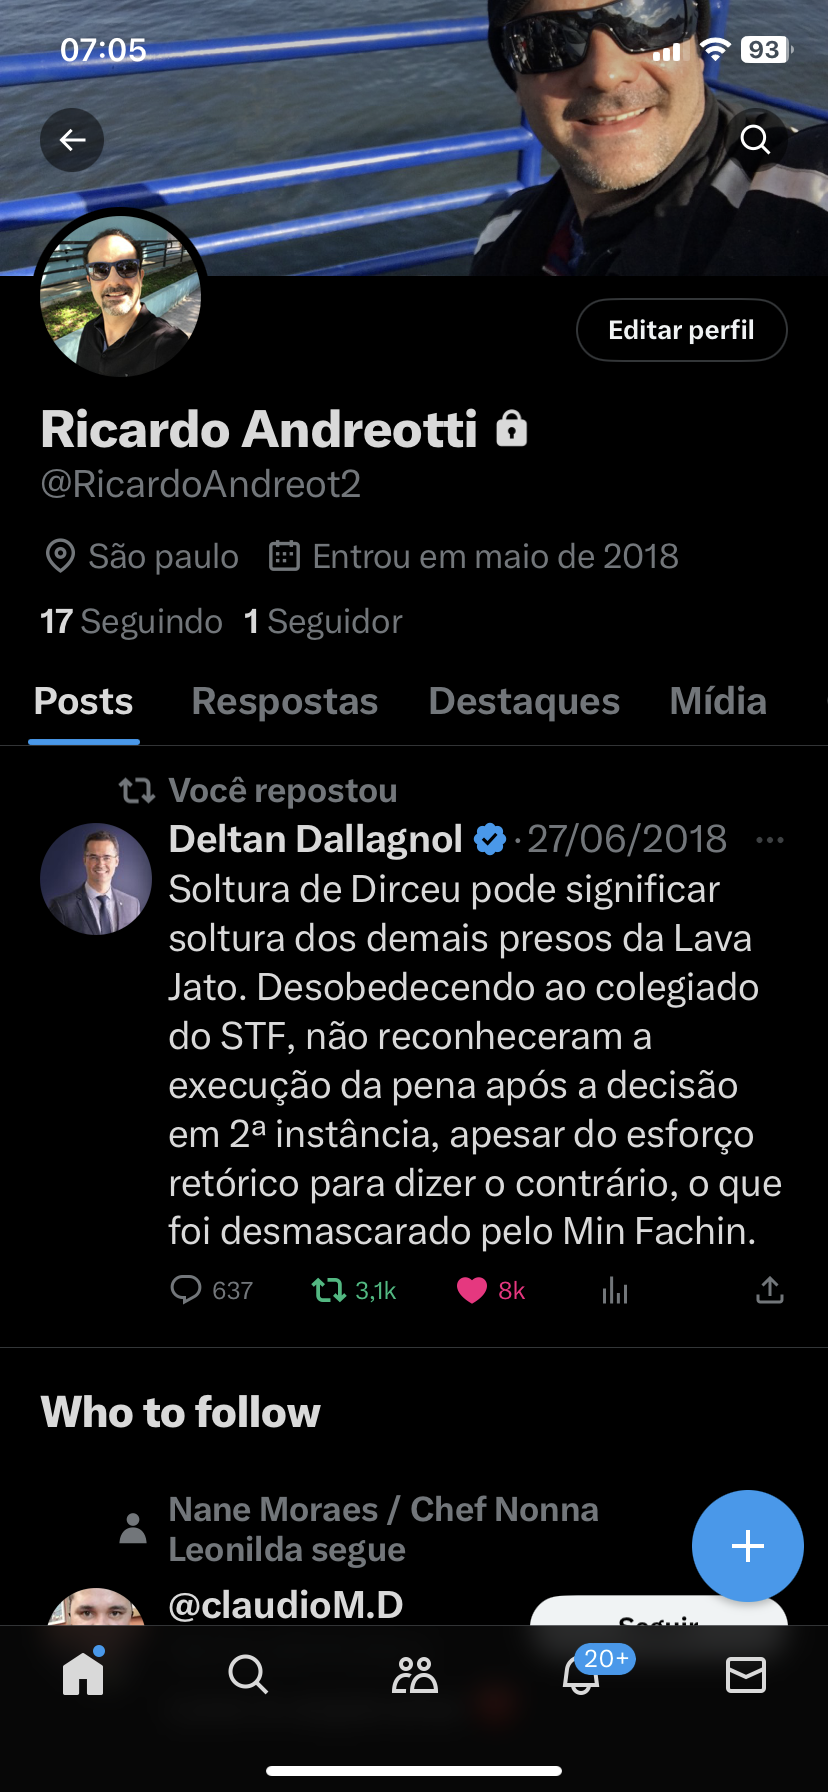 07:05
93
Editar perfil
Ricardo Andreotti
@RicardoAndreot2
São paulo Entrou em maio de 2018
17 Seguindo 1 Seguidor
Posts Respostas Destaques Mídia
Você repostou
Deltan Dallagnol · 27/06/2018 ...
Soltura de Dirceu pode significar
soltura dos demais presos da Lava
Jato. Desobedecendo ao colegiado
do STF, não reconheceram a
execução da pena após a decisão
em 2ª instância, apesar do esforço
retórico para dizer o contrário, o que
foi desmascarado pelo Min Fachin.
637 3,1k 8k
Who to follow
Nane Moraes / Chef Nonna
Leonilda segue
@claudioM.D
Seguir
20+